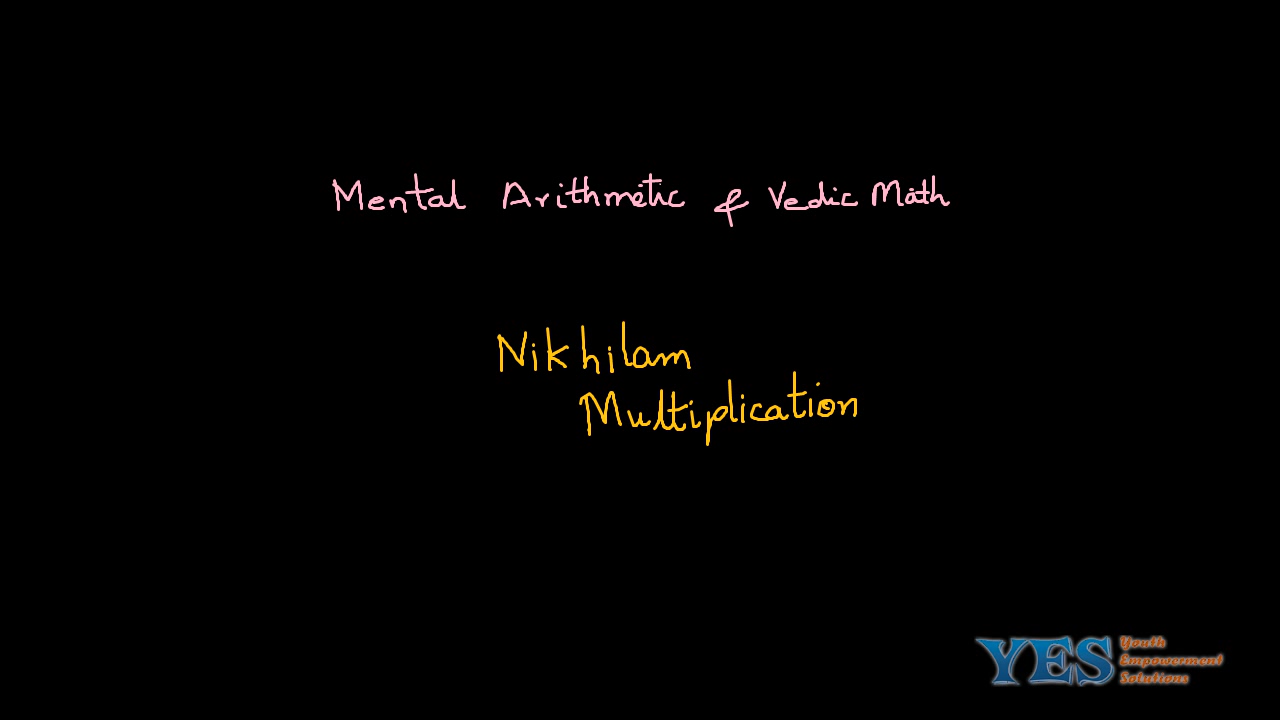 Mental Arithmetic & Vedic Math
Nikhilam
Multiplication
YES Youth
Empowerment
Solutions